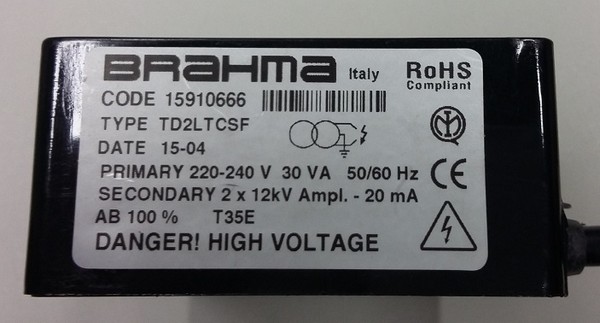 BRAHMA Italy
RoHS
Compliant
CODE 15910666
TYPE TD2LTCSF
DATE 15-04
PRIMARY 220-240 V 30 VA 50/60 Hz
SECONDARY 2 x 12kV Ampl. - 20 mA
AB 100 % T35E
DANGER! HIGH VOLTAGE
CE